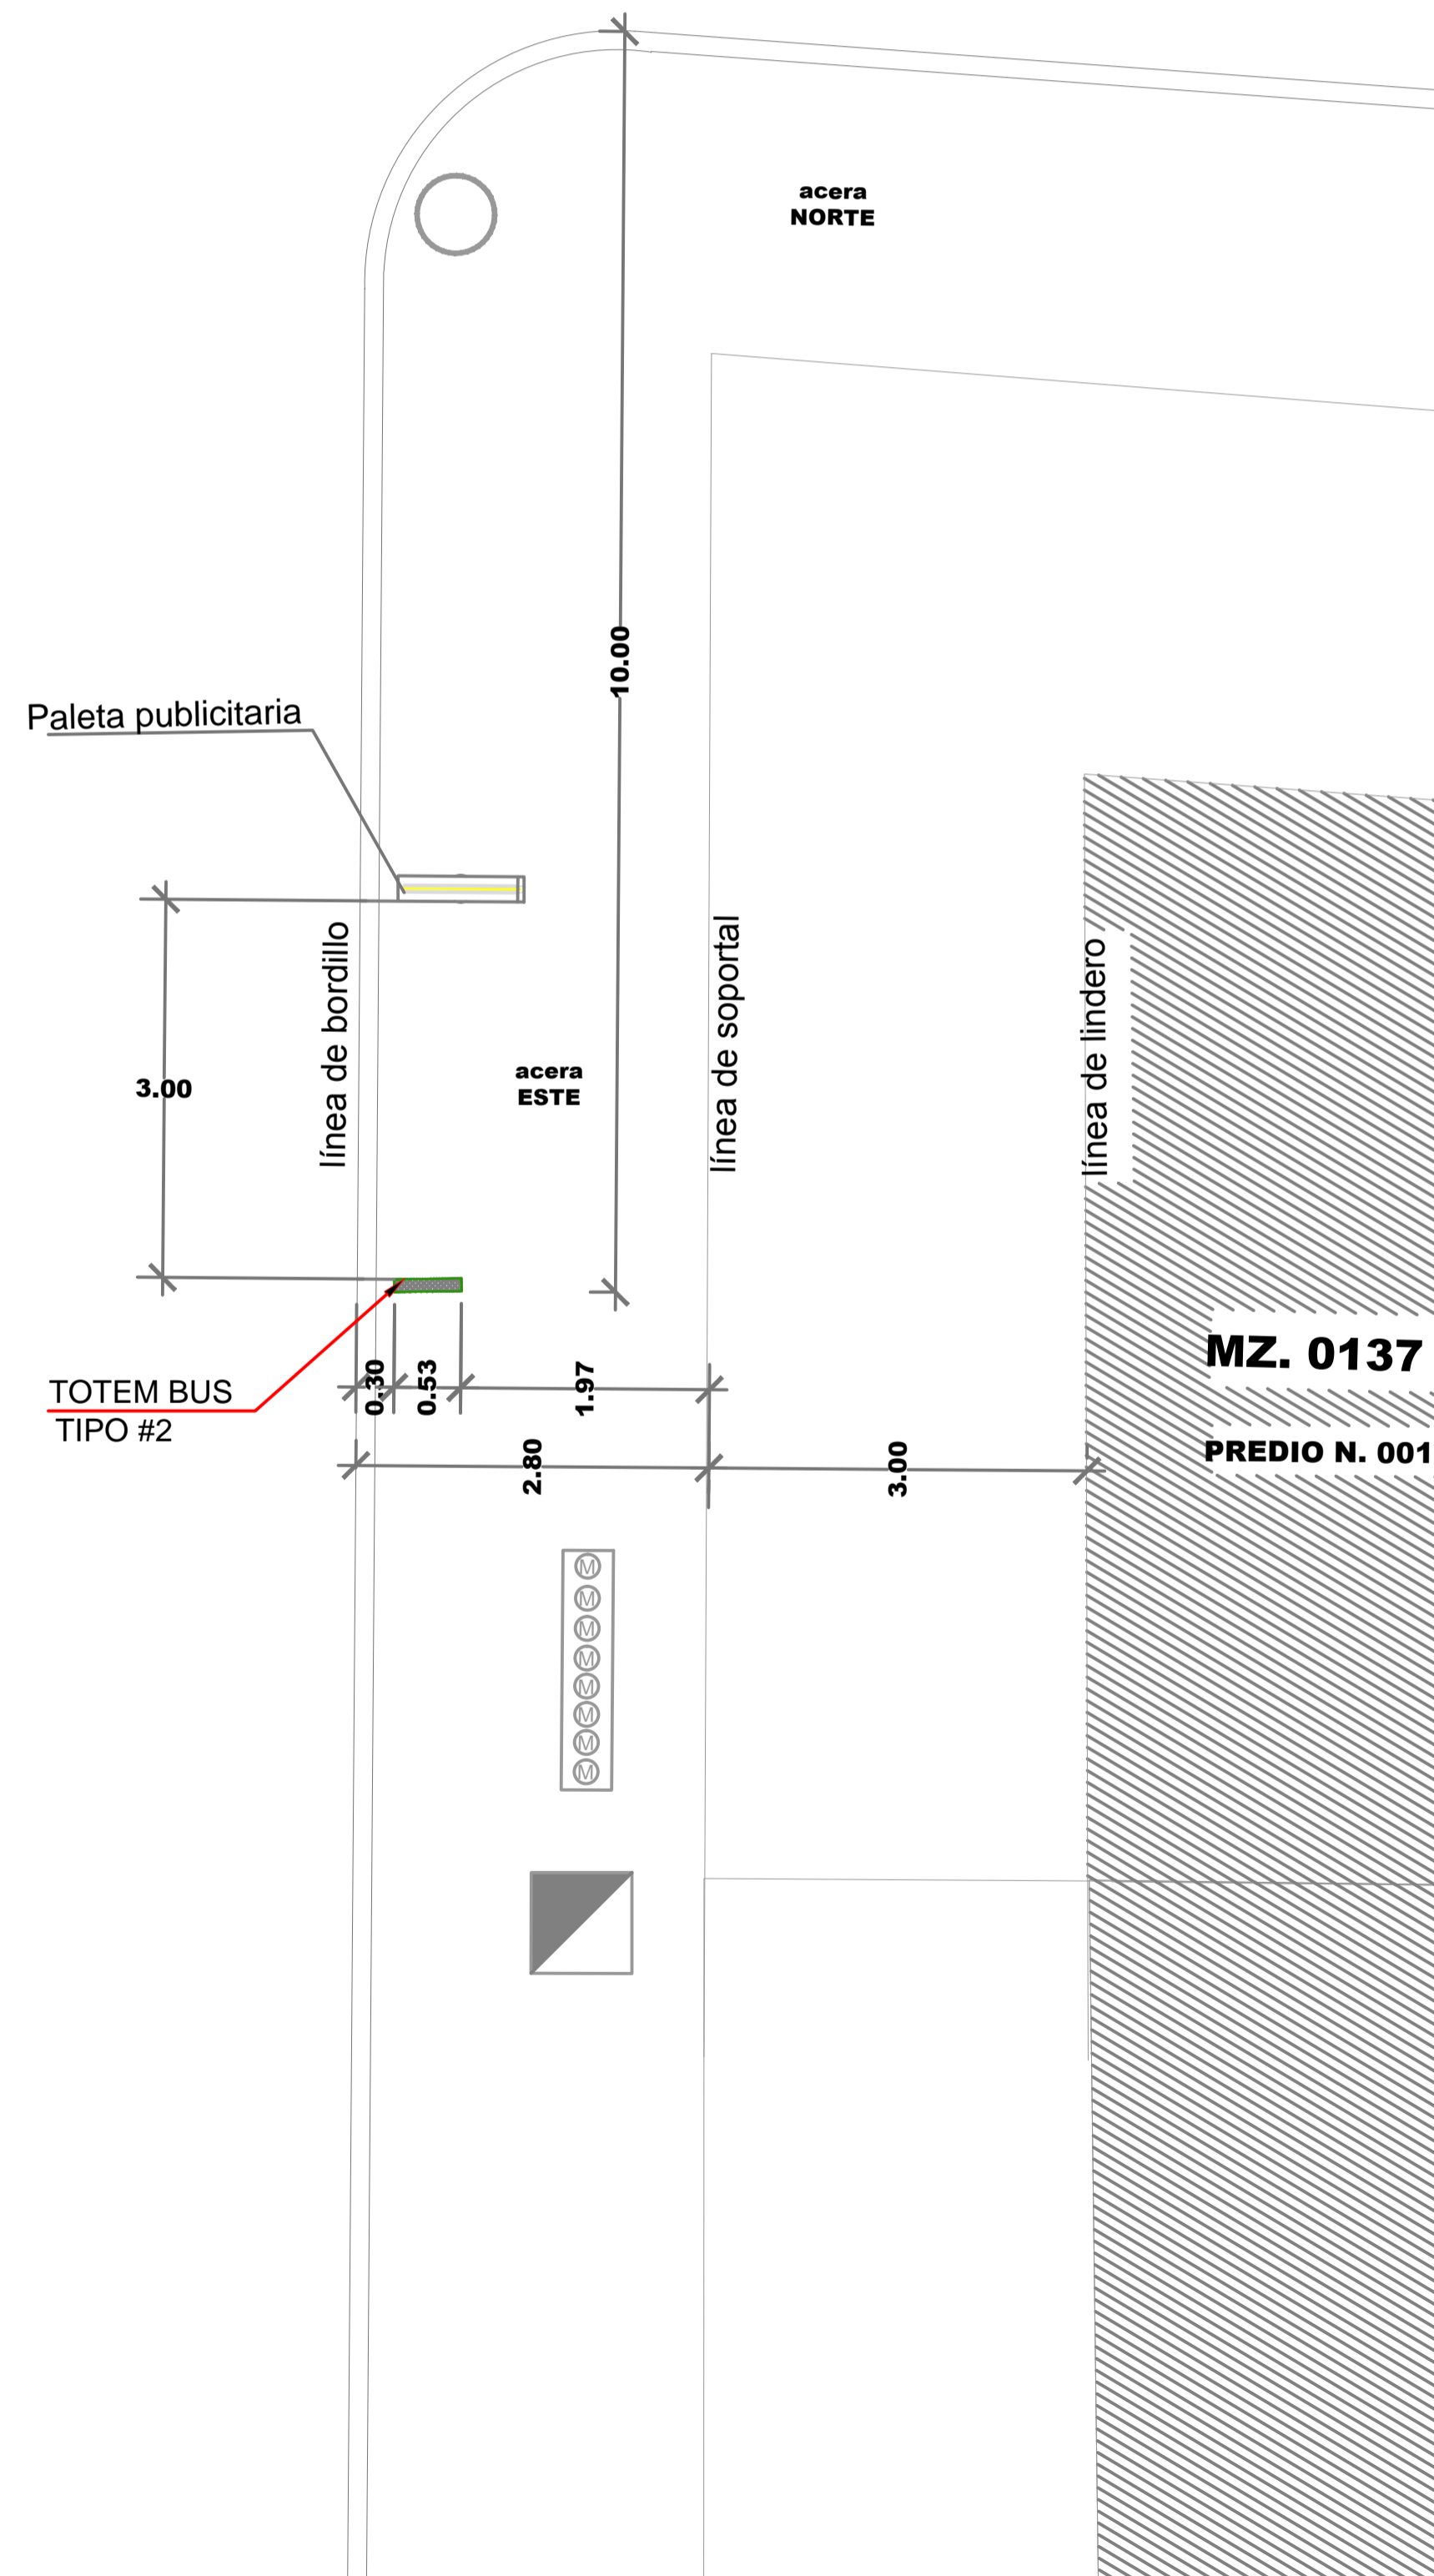 acera
NORTE
10.00
Paleta publicitaria
línea de bordillo
línea de soportal
línea de lindero
3.00
acera
ESTE
TOTEM BUS
TIPO #2
0.30
0.53
1.97
2.80
3.00
MZ. 0137
PREDIO N. 001
M
M
M
M
M
M
M
M